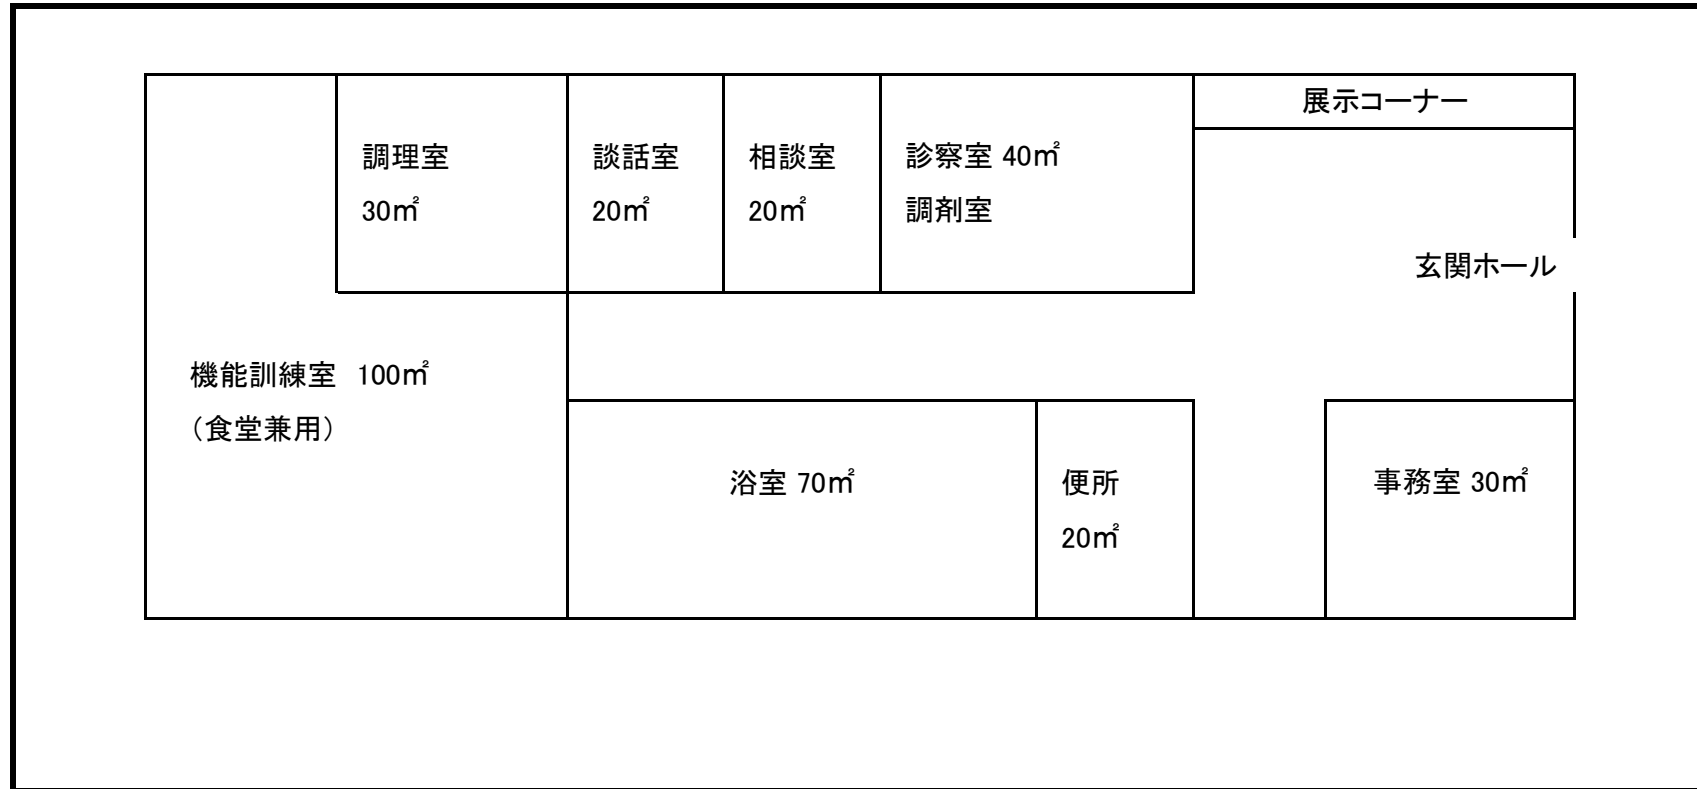 展示コーナー
調理室
30㎡
談話室
20㎡
相談室
20㎡
診察室 40㎡
調剤室
玄関ホール
機能訓練室 100㎡
（食堂兼用）
浴室 70㎡
便所
20㎡
事務室 30㎡